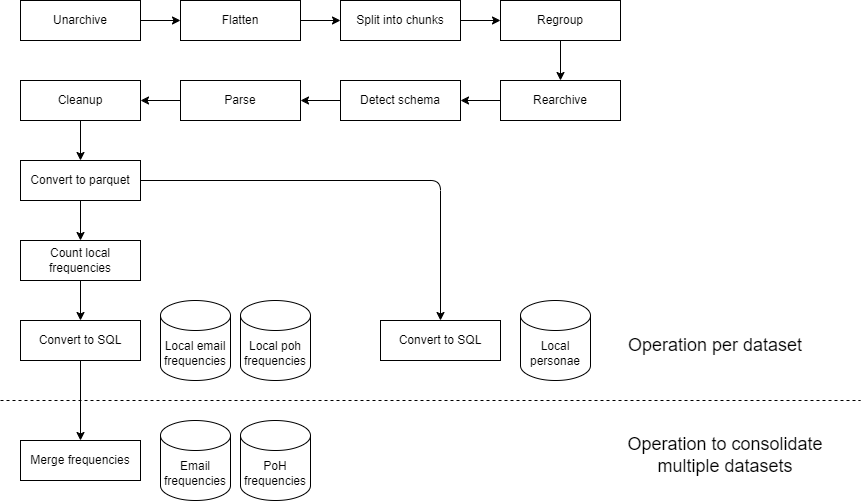 Unarchive
Flatten
Split into chunks
Regroup
Cleanup
Parse
Detect schema
Rearchive
Convert to parquet
Count local
frequencies
Convert to SQL
Local email
frequencies
Local poh
frequencies
Convert to SQL
Local
personae
Operation per dataset
Merge frequencies
Email
frequencies
PoH
frequencies
Operation to consolidate
multiple datasets